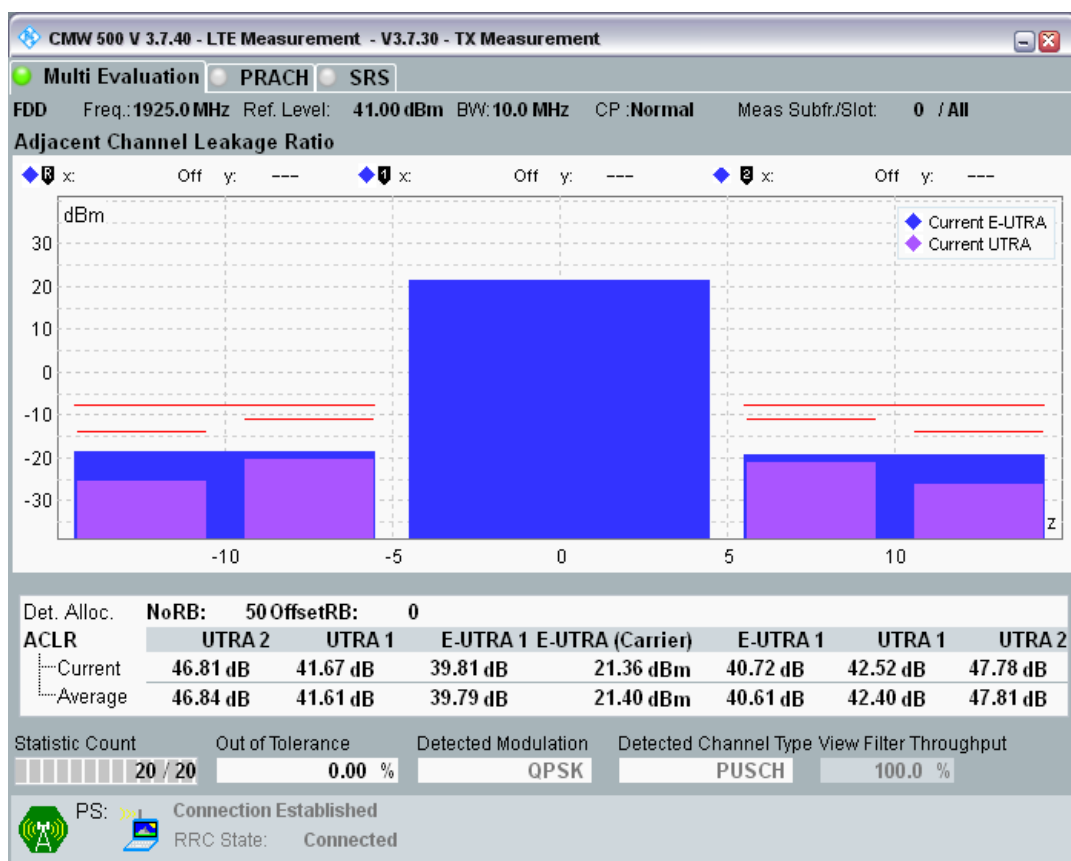 CMW 500 V 3.7.40 - LTE Measurement - V3.7.30 - TX Measurement
Multi Evaluation PRACH SRS
FDD Freq.: 1925.0 MHz Ref. Level: 41.00 dBm BW: 10.0 MHz CP : Normal Meas Subfr./Slot: 0 / All
Adjacent Channel Leakage Ratio
R x: Off y: --- 1 x: Off y: --- 2 x: Off y: ---
dBm
Current E-UTRA
Current UTRA
30
20
10
0
-10
-20
-30
z
-10 -5 0 5 10
Det. Alloc. NoRB: 50 OffsetRB: 0
ACLR UTRA 2 UTRA 1 E-UTRA 1 E-UTRA (Carrier) E-UTRA 1 UTRA 1 UTRA 2
Current 46.81 dB 41.67 dB 39.81 dB 21.36 dBm 40.72 dB 42.52 dB 47.78 dB
Average 46.84 dB 41.61 dB 39.79 dB 21.40 dBm 40.61 dB 42.40 dB 47.81 dB
Statistic Count Out of Tolerance Detected Modulation Detected Channel Type View Filter Throughput
20 / 20 0.00 % QPSK PUSCH 100.0 %
PS: Connection Established
RRC State: Connected